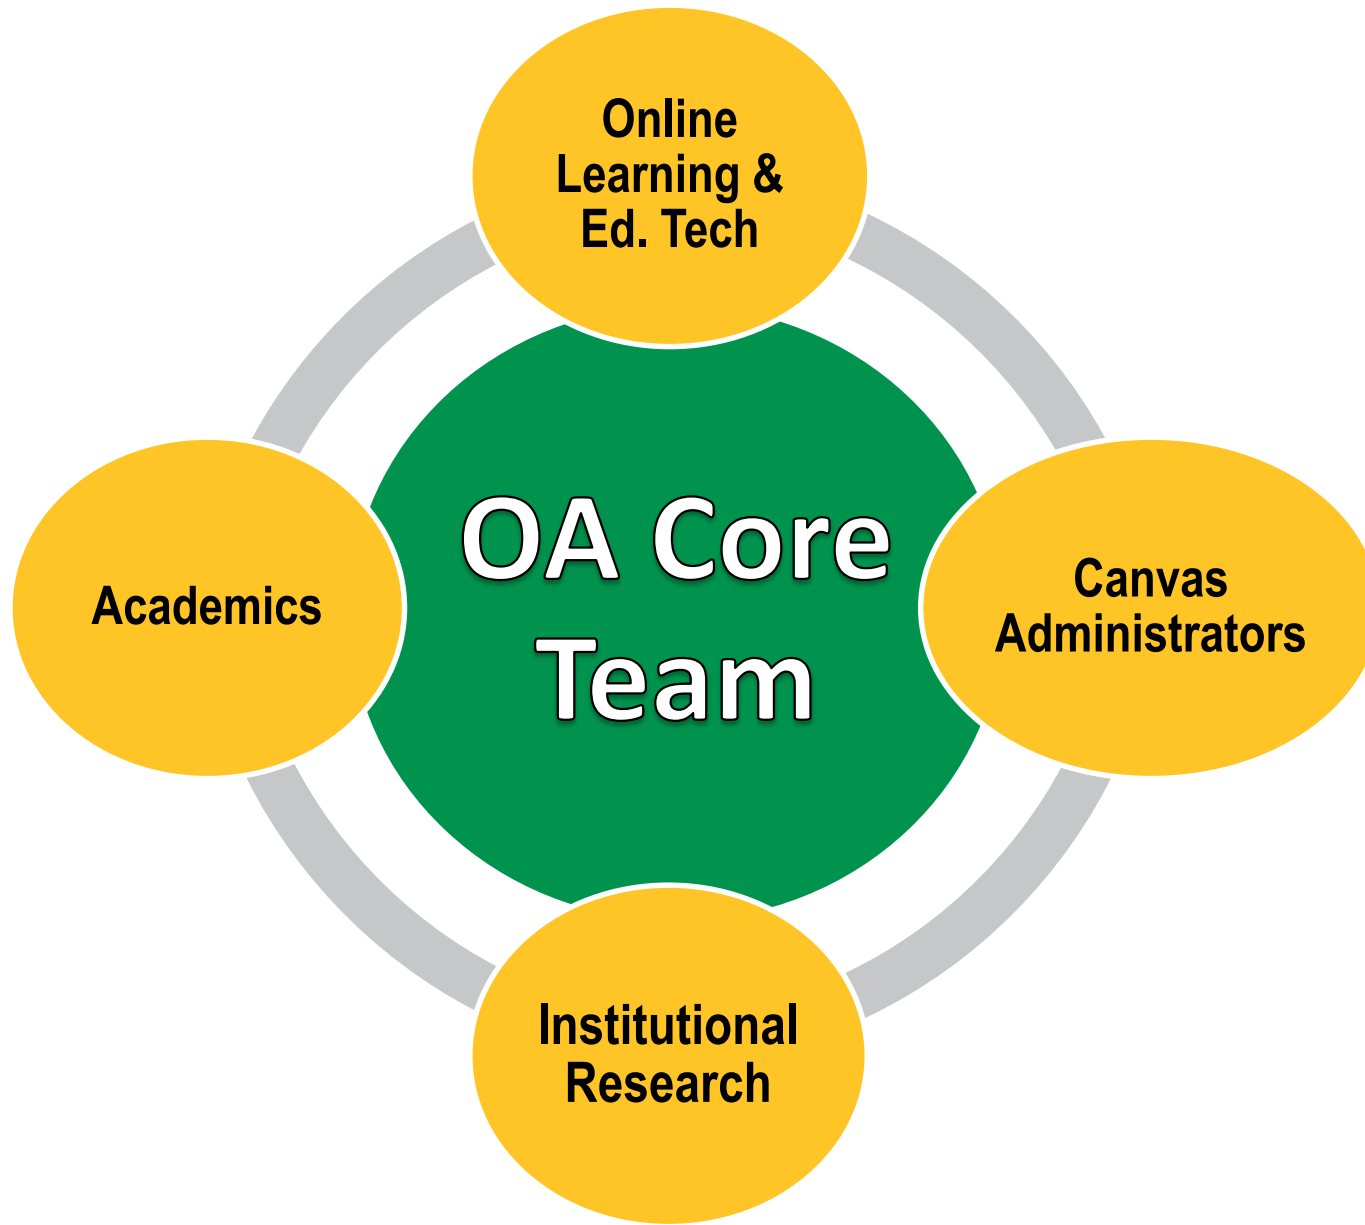 Online
Learning &
Ed. Tech
OA Core
Team
Academics
Canvas
Administrators
Institutional
Research